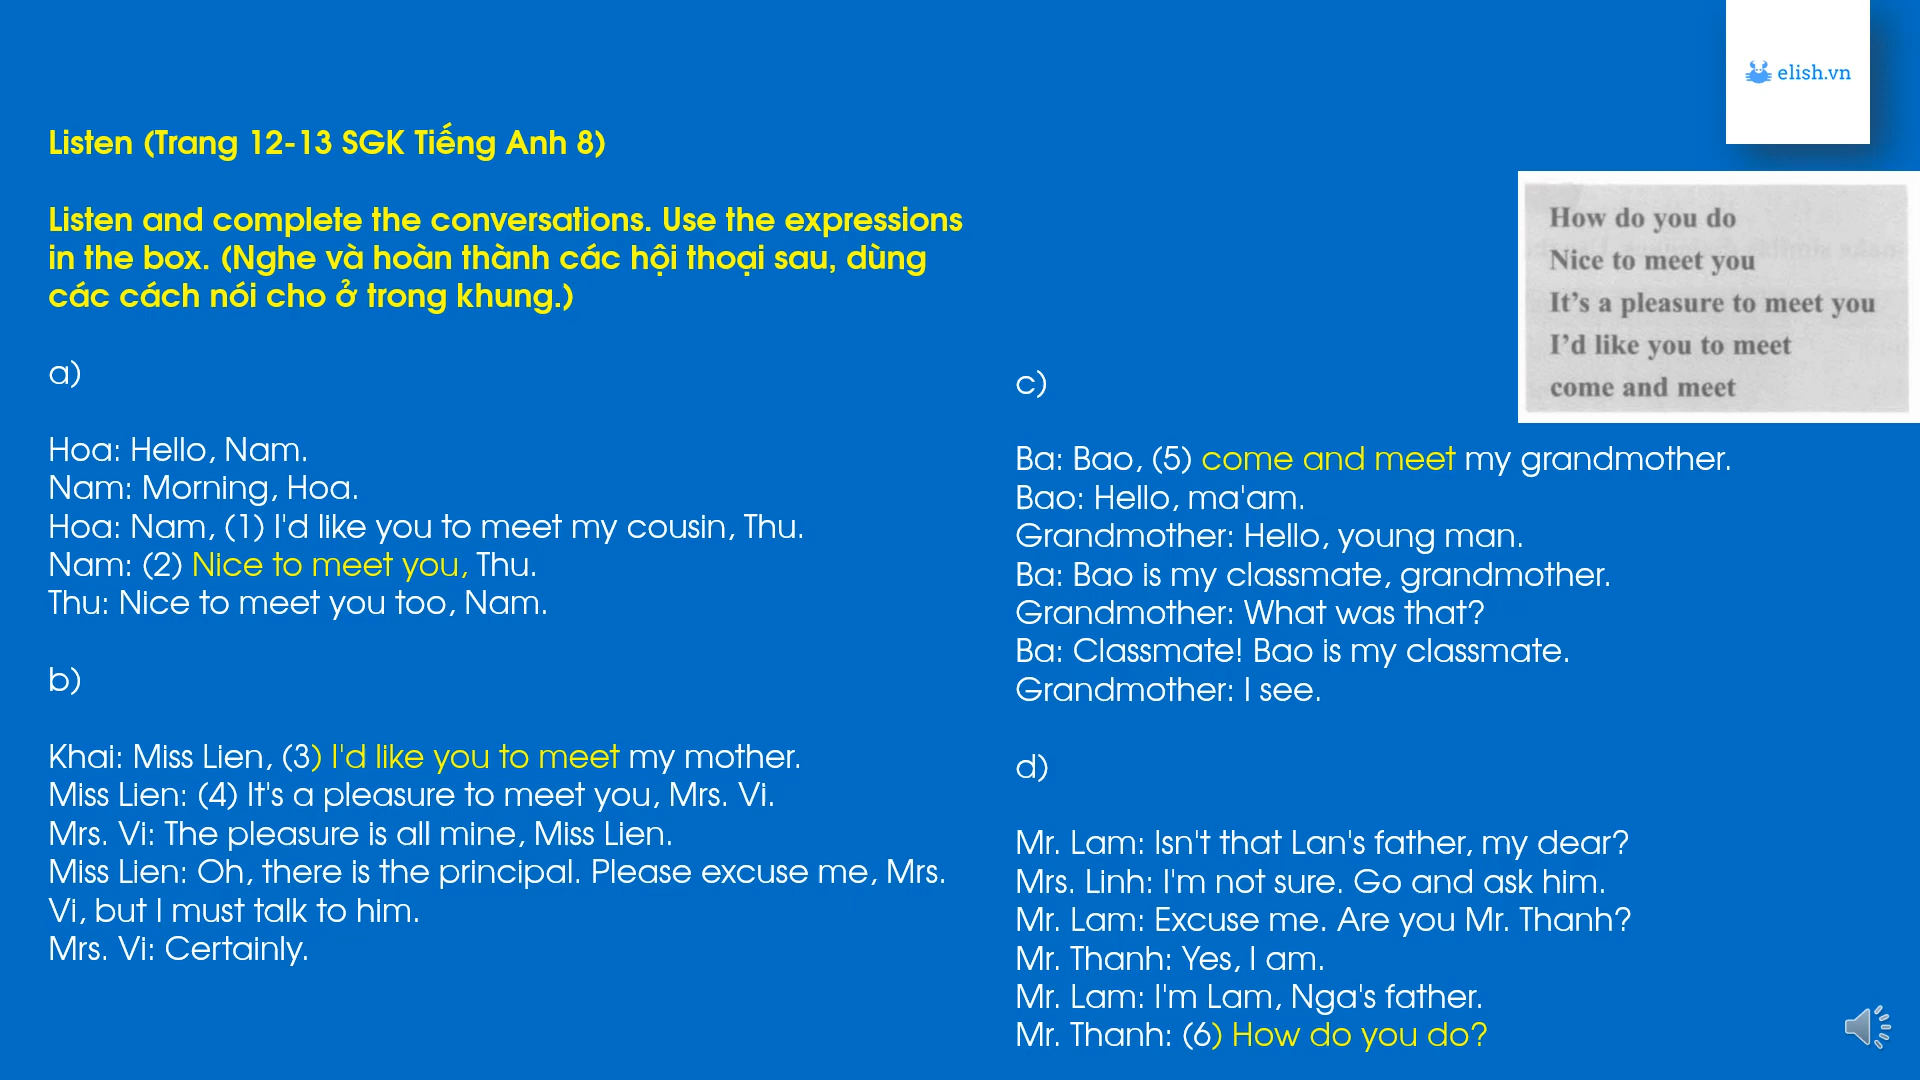 elish.vn
Listen (Trang 12-13 SGK Tiếng Anh 8)
Listen and complete the conversations. Use the expressions
in the box. (Nghe và hoàn thành các hội thoại sau, dùng
các cách nói cho ở trong khung.)
How do you do
Nice to meet you
It's a pleasure to meet you
I'd like you to meet
come and meet
a)
Hoa: Hello, Nam.
Nam: Morning, Hoa.
Hoa: Nam, (1) I'd like you to meet my cousin, Thu.
Nam: (2) Nice to meet you, Thu.
Thu: Nice to meet you too, Nam.
b)
Khai: Miss Lien, (3) I'd like you to meet my mother.
Miss Lien: (4) It's a pleasure to meet you, Mrs. Vi.
Mrs. Vi: The pleasure is all mine, Miss Lien.
Miss Lien: Oh, there is the principal. Please excuse me, Mrs.
Vi, but I must talk to him.
Mrs. Vi: Certainly.
c)
Ba: Bao, (5) come and meet my grandmother.
Bao: Hello, ma'am.
Grandmother: Hello, young man.
Ba: Bao is my classmate, grandmother.
Grandmother: What was that?
Ba: Classmate! Bao is my classmate.
Grandmother: I see.
d)
Mr. Lam: Isn't that Lan's father, my dear?
Mrs. Linh: I'm not sure. Go and ask him.
Mr. Lam: Excuse me. Are you Mr. Thanh?
Mr. Thanh: Yes, I am.
Mr. Lam: I'm Lam, Nga's father.
Mr. Thanh: (6) How do you do?